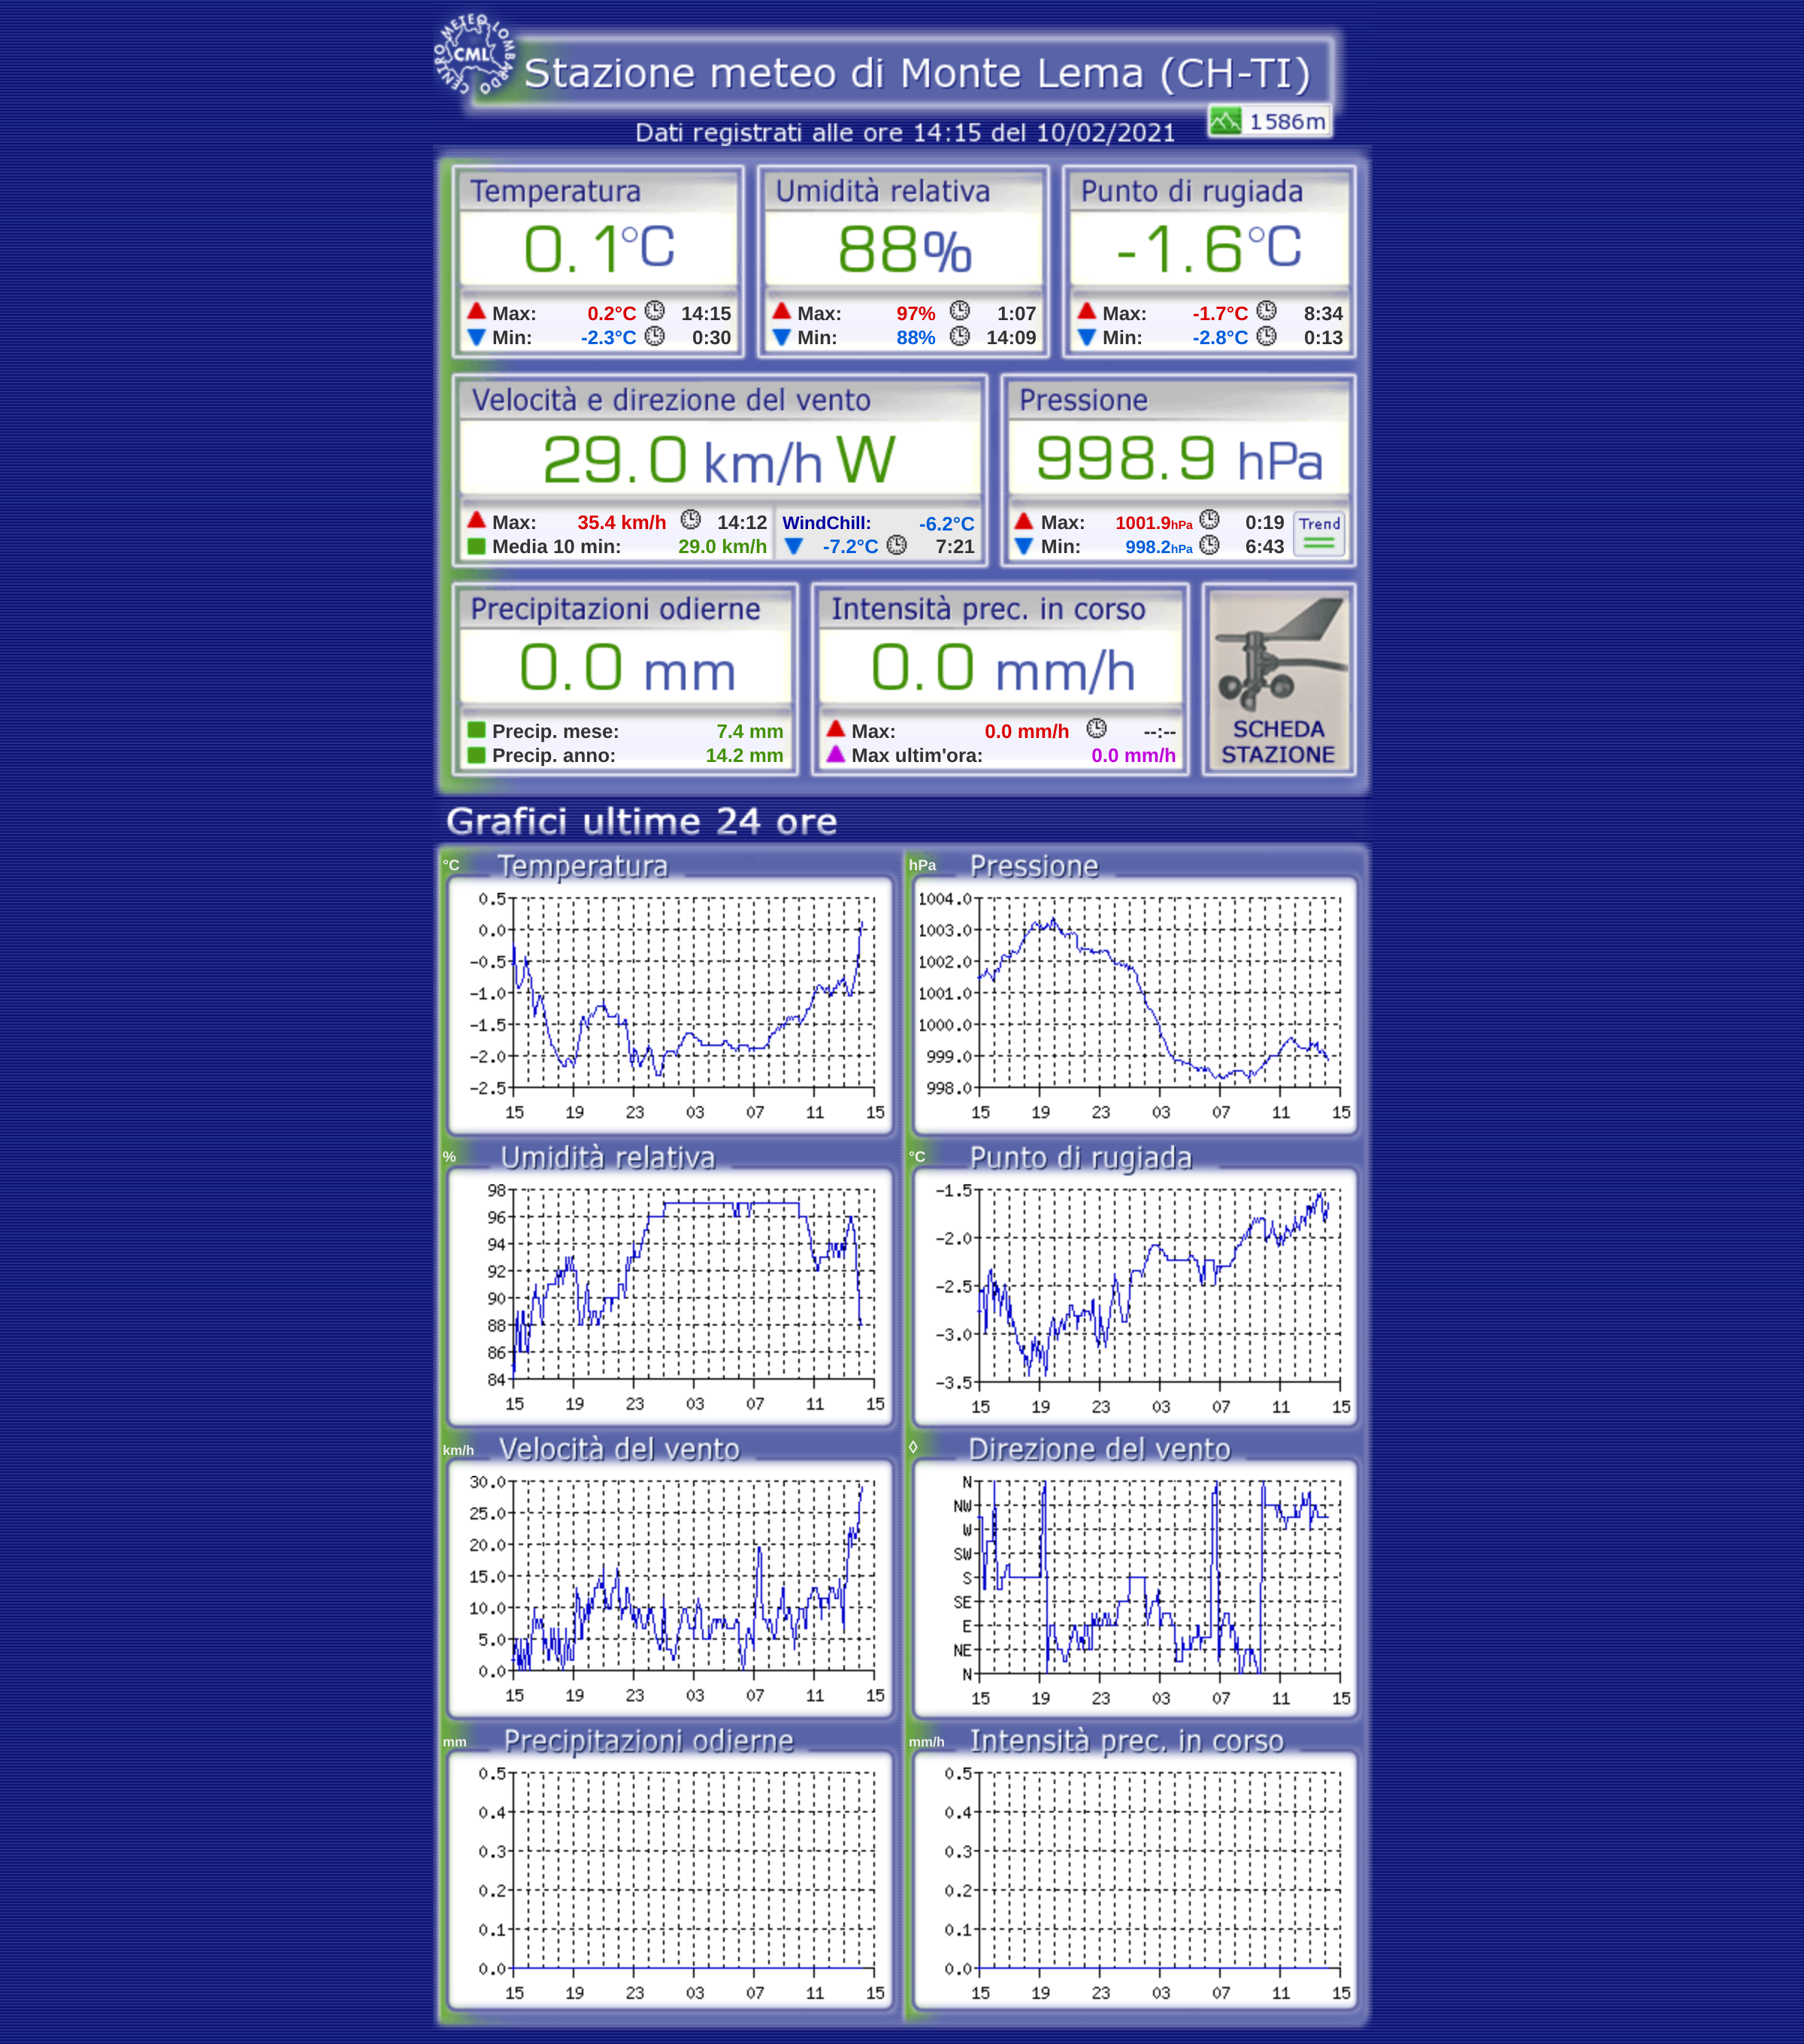 CENTRO METEO LOMBARDO
CML
Stazione meteo di Monte Lema (CH-TI)
1586m
Dati registrati alle ore 14:15 del 10/02/2021
Temperatura
0.1°C
Max: 0.2°C 14:15
Min: -2.3°C 0:30
Umidità relativa
88%
Max: 97% 1:07
Min: 88% 14:09
Punto di rugiada
-1.6°C
Max: -1.7°C 8:34
Min: -2.8°C 0:13
Velocità e direzione del vento
29.0 km/h W
Max: 35.4 km/h 14:12
Media 10 min: 29.0 km/h
WindChill: -6.2°C
-7.2°C 7:21
Pressione
998.9 hPa
Max: 1001.9hPa 0:19
Min: 998.2hPa 6:43
Trend
Precipitazioni odierne
0.0 mm
Precip. mese: 7.4 mm
Precip. anno: 14.2 mm
Intensità prec. in corso
0.0 mm/h
Max: 0.0 mm/h --:--
Max ultim'ora: 0.0 mm/h
SCHEDA
STAZIONE
Grafici ultime 24 ore
°C Temperatura
0.5
0.0
-0.5
-1.0
-1.5
-2.0
-2.5
15 19 23 03 07 11 15
hPa Pressione
1004.0
1003.0
1002.0
1001.0
1000.0
999.0
998.0
15 19 23 03 07 11 15
% Umidità relativa
98
96
94
92
90
88
86
84
15 19 23 03 07 11 15
°C Punto di rugiada
-1.5
-2.0
-2.5
-3.0
-3.5
15 19 23 03 07 11 15
km/h Velocità del vento
30.0
25.0
20.0
15.0
10.0
5.0
0.0
15 19 23 03 07 11 15
◊ Direzione del vento
N
NW
W
SW
S
SE
E
NE
N
15 19 23 03 07 11 15
mm Precipitazioni odierne
0.5
0.4
0.3
0.2
0.1
0.0
15 19 23 03 07 11 15
mm/h Intensità prec. in corso
0.5
0.4
0.3
0.2
0.1
0.0
15 19 23 03 07 11 15